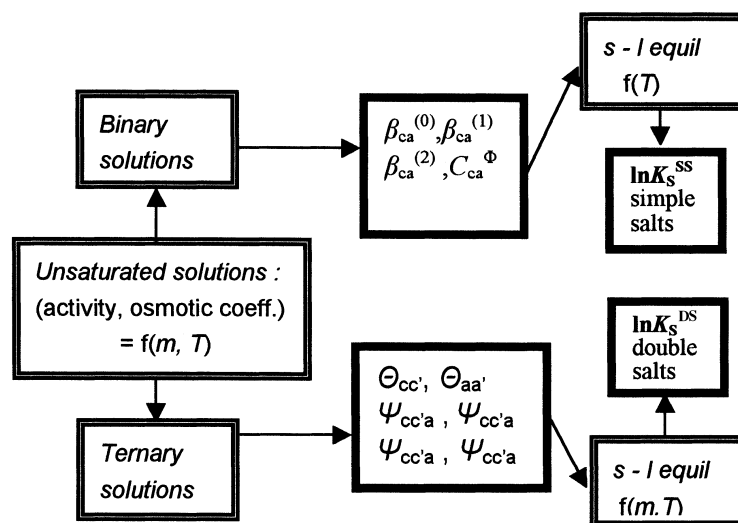 Binary
solutions
β_ca^(0), β_ca^(1)
β_ca^(2), C_ca^Φ
s - l equil
f(T)
lnK_S^SS
simple
salts
Unsaturated solutions :
(activity, osmotic coeff.)
= f(m, T)
Ternary
solutions
Θ_cc', Θ_aa'
Ψ_cc'a , Ψ_cc'a
Ψ_cc'a , Ψ_cc'a
s - l equil
f(m,T)
lnK_S^DS
double
salts